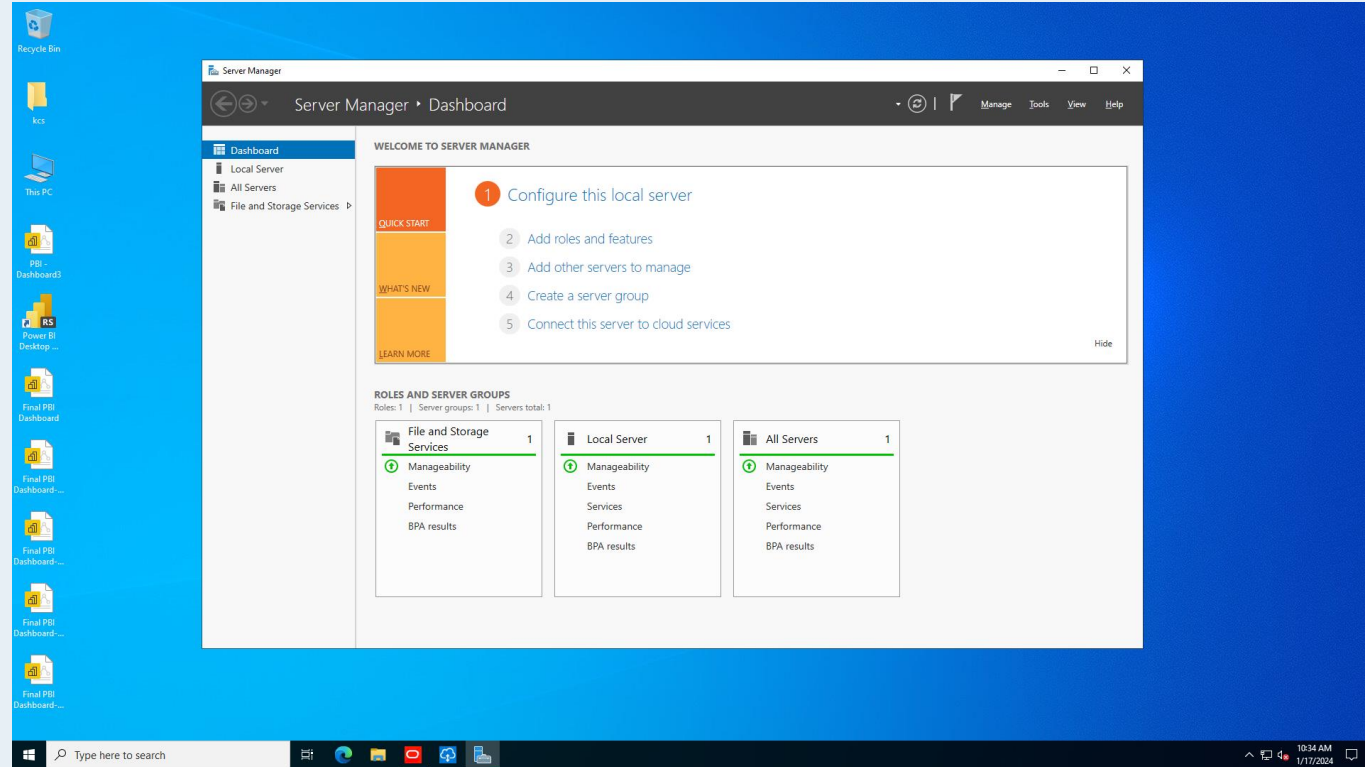 Recycle Bin
kcs
This PC
PBI -
Dashboard3
RS
Power BI
Desktop ...
Final PBI
Dashboard
Final PBI
Dashboard-...
Final PBI
Dashboard-...
Final PBI
Dashboard-...
Final PBI
Dashboard-...
Server Manager
Server Manager • Dashboard
Manage Tools View Help
Dashboard
Local Server
All Servers
File and Storage Services
WELCOME TO SERVER MANAGER
QUICK START
WHAT'S NEW
LEARN MORE
1 Configure this local server
2 Add roles and features
3 Add other servers to manage
4 Create a server group
5 Connect this server to cloud services
Hide
ROLES AND SERVER GROUPS
Roles: 1 | Server groups: 1 | Servers total: 1
File and Storage
Services 1
Manageability
Events
Performance
BPA results
Local Server 1
Manageability
Events
Services
Performance
BPA results
All Servers 1
Manageability
Events
Services
Performance
BPA results
Type here to search
10:34 AM
1/17/2024